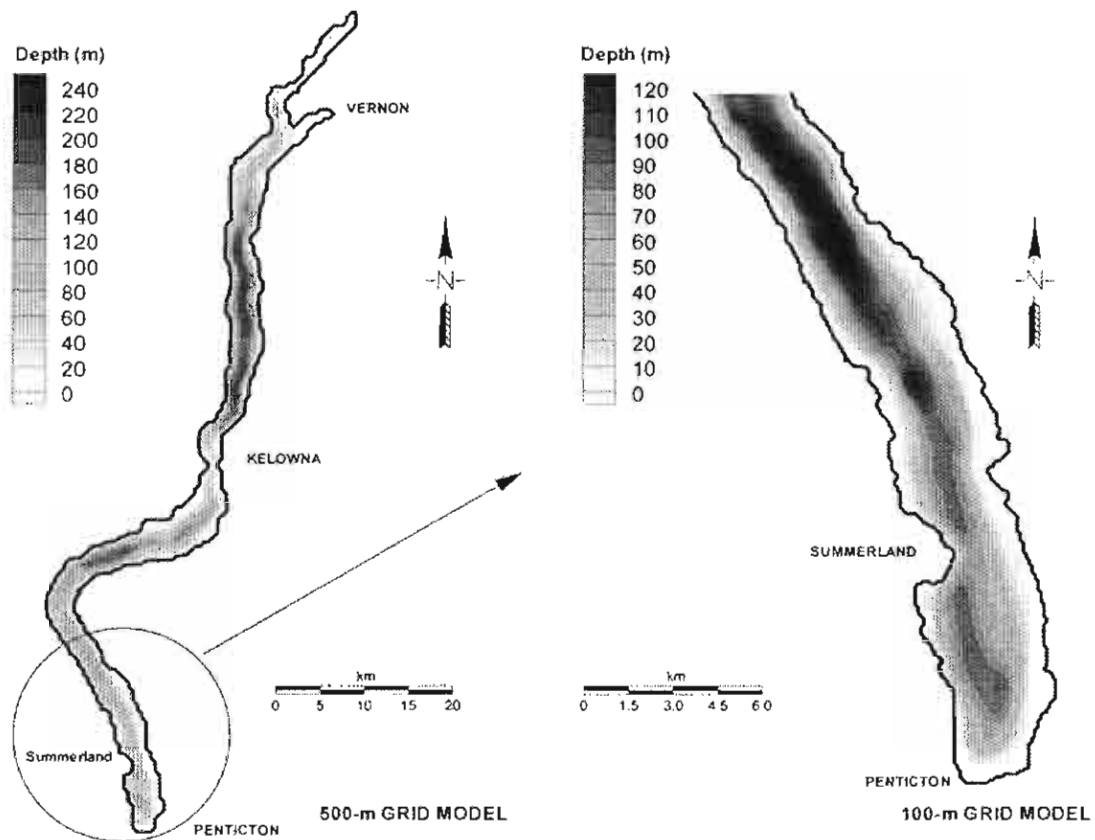 Depth (m)
240
220
200
180
160
140
120
100
80
60
40
20
0
VERNON
N
KELOWNA
km
0 5 10 15 20
Summerland
PENTICTON
500-m GRID MODEL
Depth (m)
120
110
100
90
80
70
60
50
40
30
20
10
0
N
SUMMERLAND
km
0 1.5 3.0 4.5 6.0
PENTICTON
100-m GRID MODEL